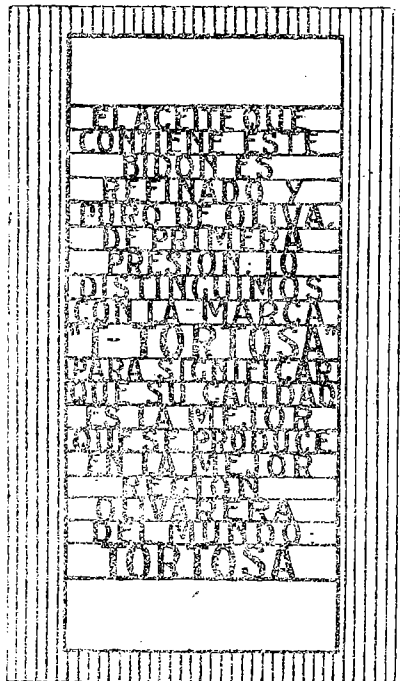 EL ACEITE QUE
CONTIENE ESTE
BIDON ES
REFINADO Y
PURO DE OLIVA,
DE PRIMERA
PRESION. LO
DISTINGUIMOS
CON LA MARCA
"I-TORTOSA"
PARA SIGNIFICAR
QUE SU CALIDAD
ES LA MEJOR
QUE SE PRODUCE
EN LA MEJOR
REGION
OLIVARERA
DEL MUNDO:
TORTOSA